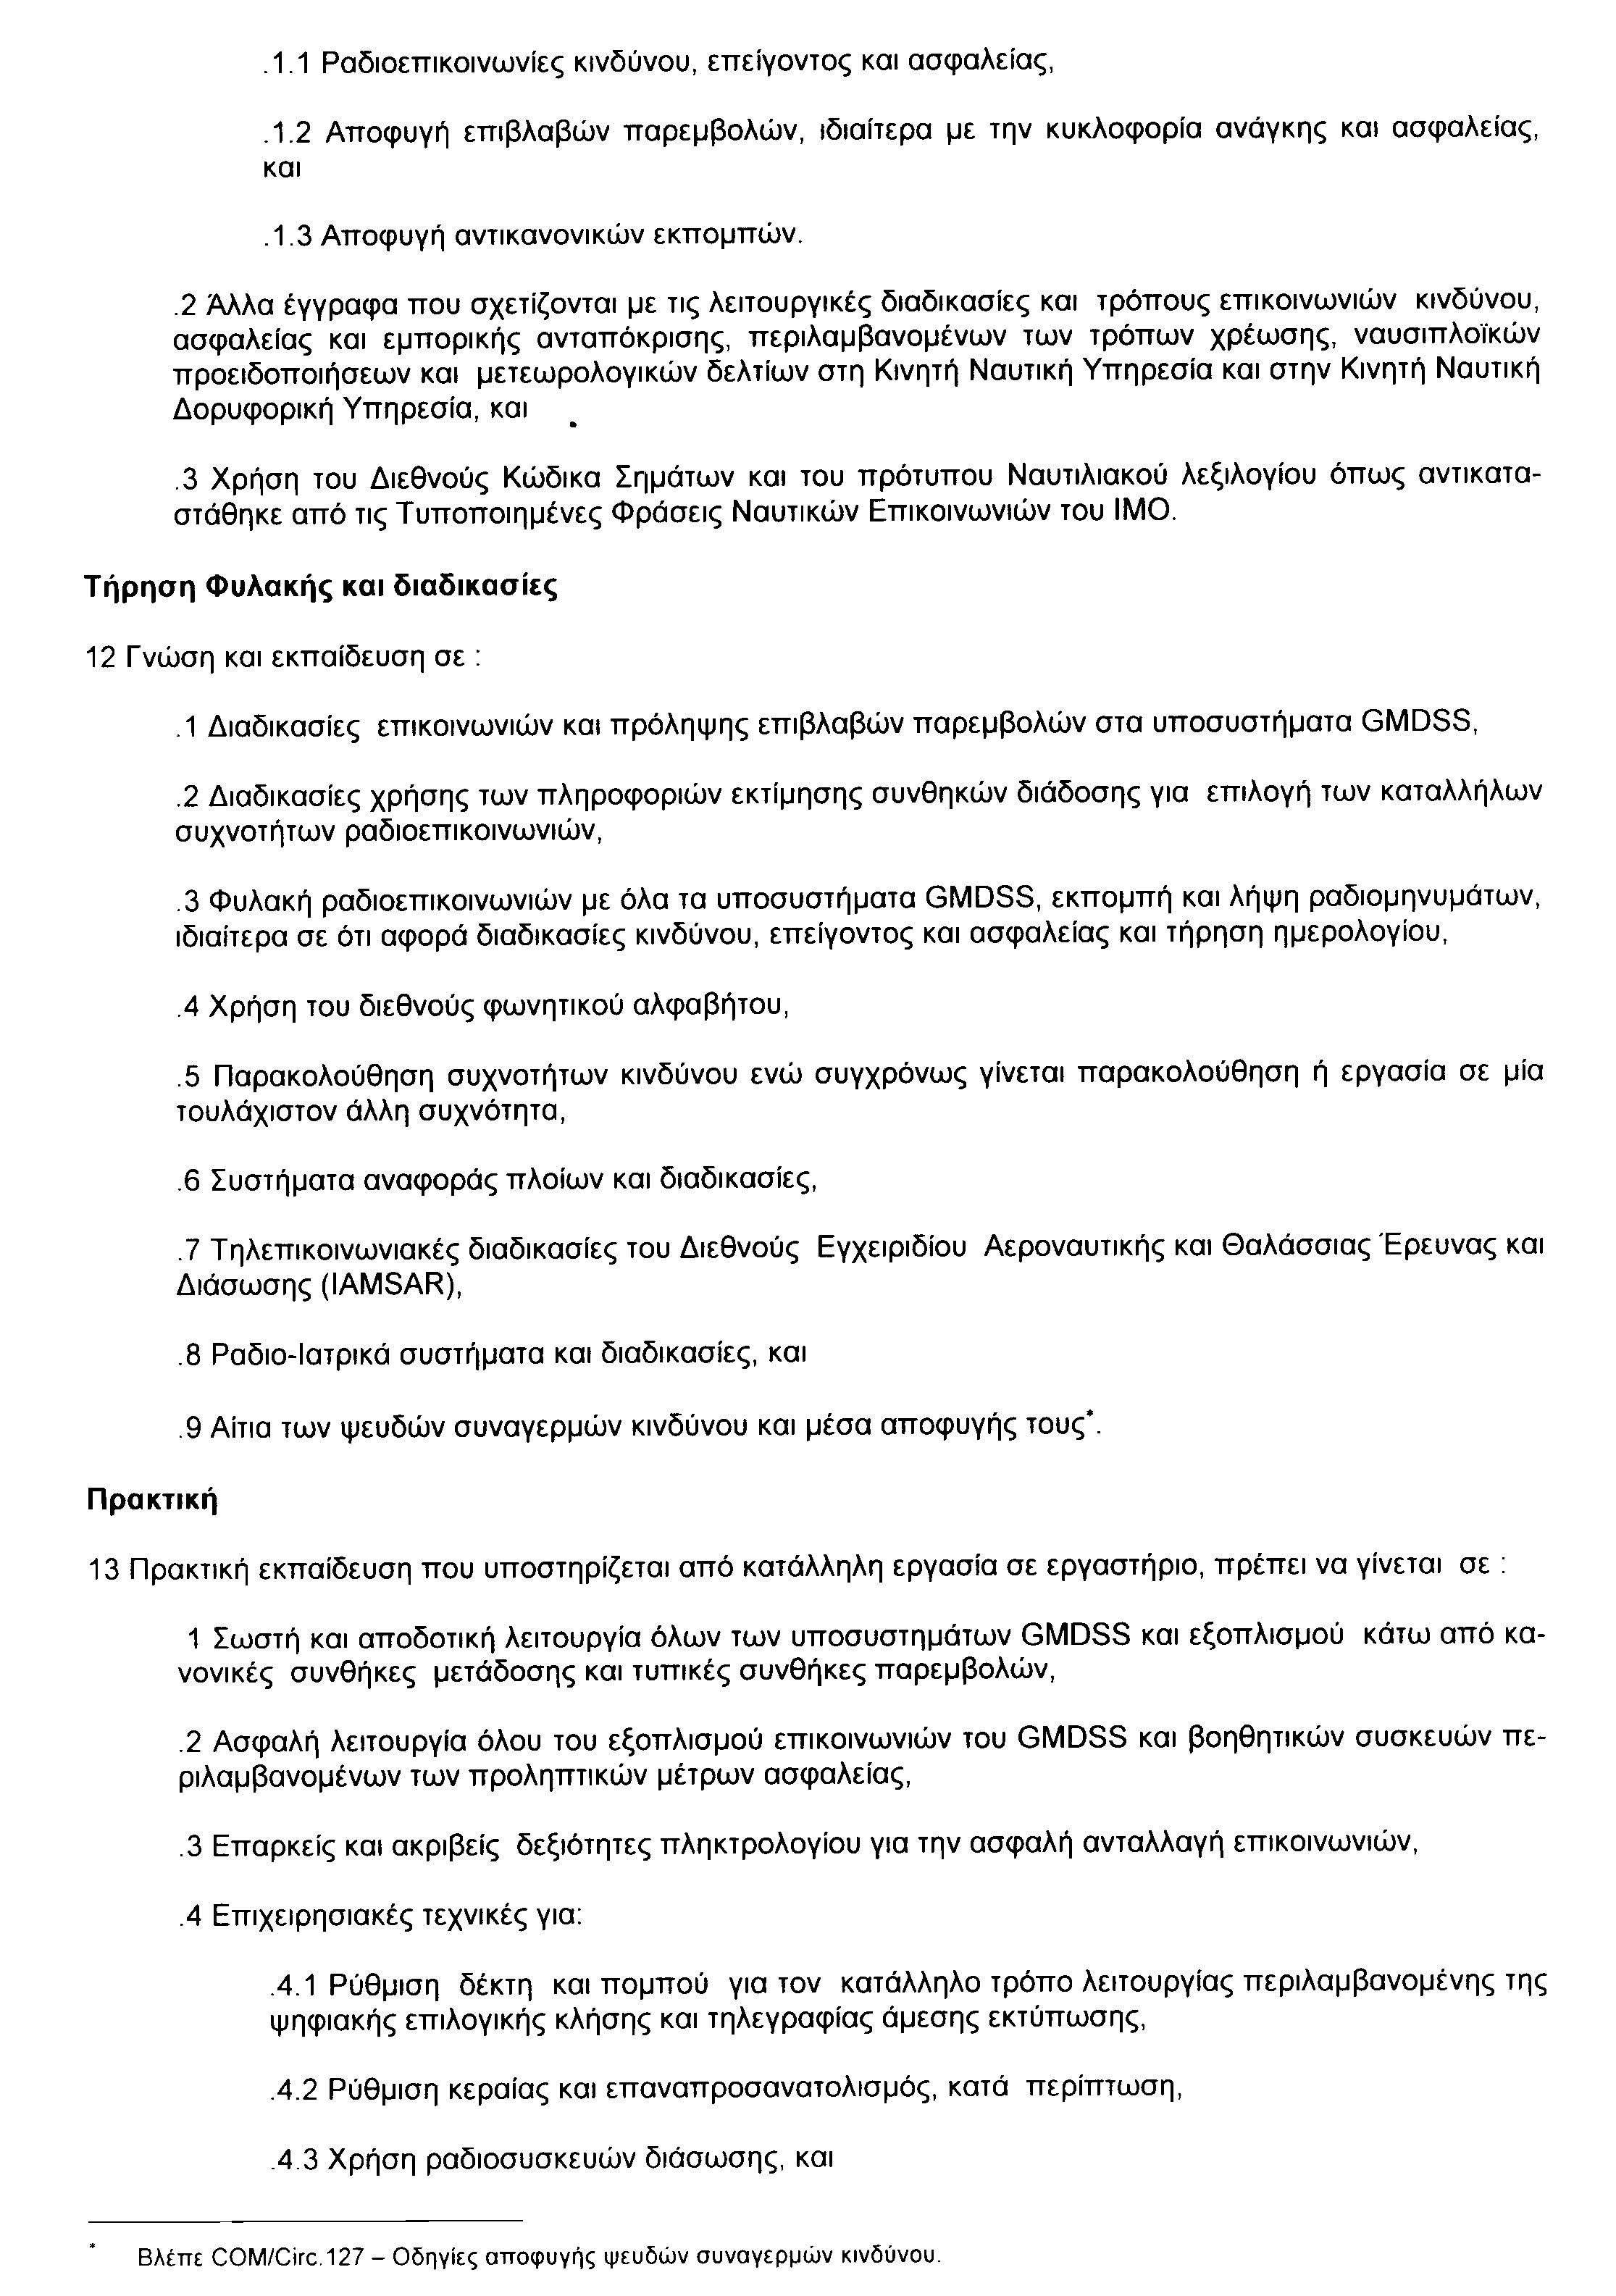 .1.1 Ραδιοεπικοινωνίες κινδύνου, επείγοντος και ασφαλείας,
.1.2 Αποφυγή επιβλαβών παρεμβολών, ιδιαίτερα με την κυκλοφορία ανάγκης και ασφαλείας,
και
.1.3 Αποφυγή αντικανονικών εκπομπών.
.2 Άλλα έγγραφα που σχετίζονται με τις λειτουργικές διαδικασίες και τρόπους επικοινωνιών κινδύνου,
ασφαλείας και εμπορικής ανταπόκρισης, περιλαμβανομένων των τρόπων χρέωσης, ναυσιπλοϊκών
προειδοποιήσεων και μετεωρολογικών δελτίων στη Κινητή Ναυτική Υπηρεσία και στην Κινητή Ναυτική
Δορυφορική Υπηρεσία, και
.3 Χρήση του Διεθνούς Κώδικα Σημάτων και του πρότυπου Ναυτιλιακού λεξιλογίου όπως αντικατα-
στάθηκε από τις Τυποποιημένες Φράσεις Ναυτικών Επικοινωνιών του ΙΜΟ.
Τήρηση Φυλακής και διαδικασίες
12 Γνώση και εκπαίδευση σε :
.1 Διαδικασίες επικοινωνιών και πρόληψης επιβλαβών παρεμβολών στα υποσυστήματα GMDSS,
.2 Διαδικασίες χρήσης των πληροφοριών εκτίμησης συνθηκών διάδοσης για επιλογή των καταλλήλων
συχνοτήτων ραδιοεπικοινωνιών,
.3 Φυλακή ραδιοεπικοινωνιών με όλα τα υποσυστήματα GMDSS, εκπομπή και λήψη ραδιομηνυμάτων,
ιδιαίτερα σε ότι αφορά διαδικασίες κινδύνου, επείγοντος και ασφαλείας και τήρηση ημερολογίου,
.4 Χρήση του διεθνούς φωνητικού αλφαβήτου,
.5 Παρακολούθηση συχνοτήτων κινδύνου ενώ συγχρόνως γίνεται παρακολούθηση ή εργασία σε μία
τουλάχιστον άλλη συχνότητα,
.6 Συστήματα αναφοράς πλοίων και διαδικασίες,
.7 Τηλεπικοινωνιακές διαδικασίες του Διεθνούς Εγχειριδίου Αεροναυτικής και Θαλάσσιας Έρευνας και
Διάσωσης (IAMSAR),
.8 Ραδιο-Ιατρικά συστήματα και διαδικασίες, και
.9 Αίτια των ψευδών συναγερμών κινδύνου και μέσα αποφυγής τους*.
Πρακτική
13 Πρακτική εκπαίδευση που υποστηρίζεται από κατάλληλη εργασία σε εργαστήριο, πρέπει να γίνεται σε :
1 Σωστή και αποδοτική λειτουργία όλων των υποσυστημάτων GMDSS και εξοπλισμού κάτω από κα-
νονικές συνθήκες μετάδοσης και τυπικές συνθήκες παρεμβολών,
.2 Ασφαλή λειτουργία όλου του εξοπλισμού επικοινωνιών του GMDSS και βοηθητικών συσκευών πε-
ριλαμβανομένων των προληπτικών μέτρων ασφαλείας,
.3 Επαρκείς και ακριβείς δεξιότητες πληκτρολογίου για την ασφαλή ανταλλαγή επικοινωνιών,
.4 Επιχειρησιακές τεχνικές για:
.4.1 Ρύθμιση δέκτη και πομπού για τον κατάλληλο τρόπο λειτουργίας περιλαμβανομένης της
ψηφιακής επιλογικής κλήσης και τηλεγραφίας άμεσης εκτύπωσης,
.4.2 Ρύθμιση κεραίας και επαναπροσανατολισμός, κατά περίπτωση,
.4.3 Χρήση ραδιοσυσκευών διάσωσης, και
* Βλέπε COM/Circ.127 – Οδηγίες αποφυγής ψευδών συναγερμών κινδύνου.